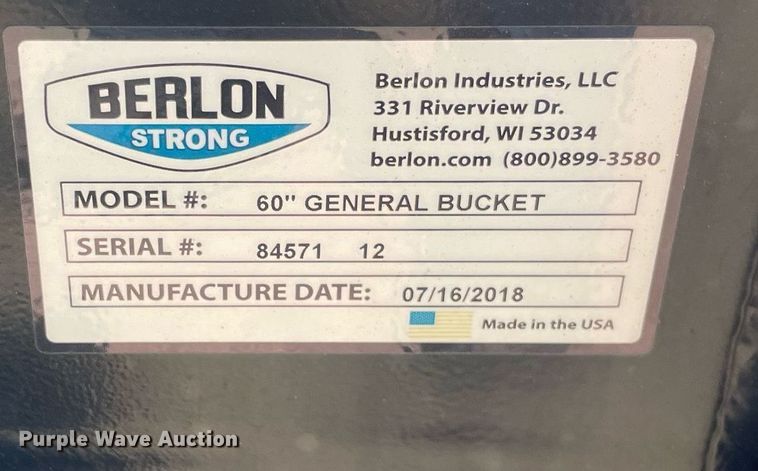 BERLON
STRONG
Berlon Industries, LLC
331 Riverview Dr.
Hustisford, WI 53034
berlon.com (800)899-3580
MODEL #: 60" GENERAL BUCKET
SERIAL #: 84571 12
MANUFACTURE DATE: 07/16/2018
Made in the USA
Purple Wave Auction